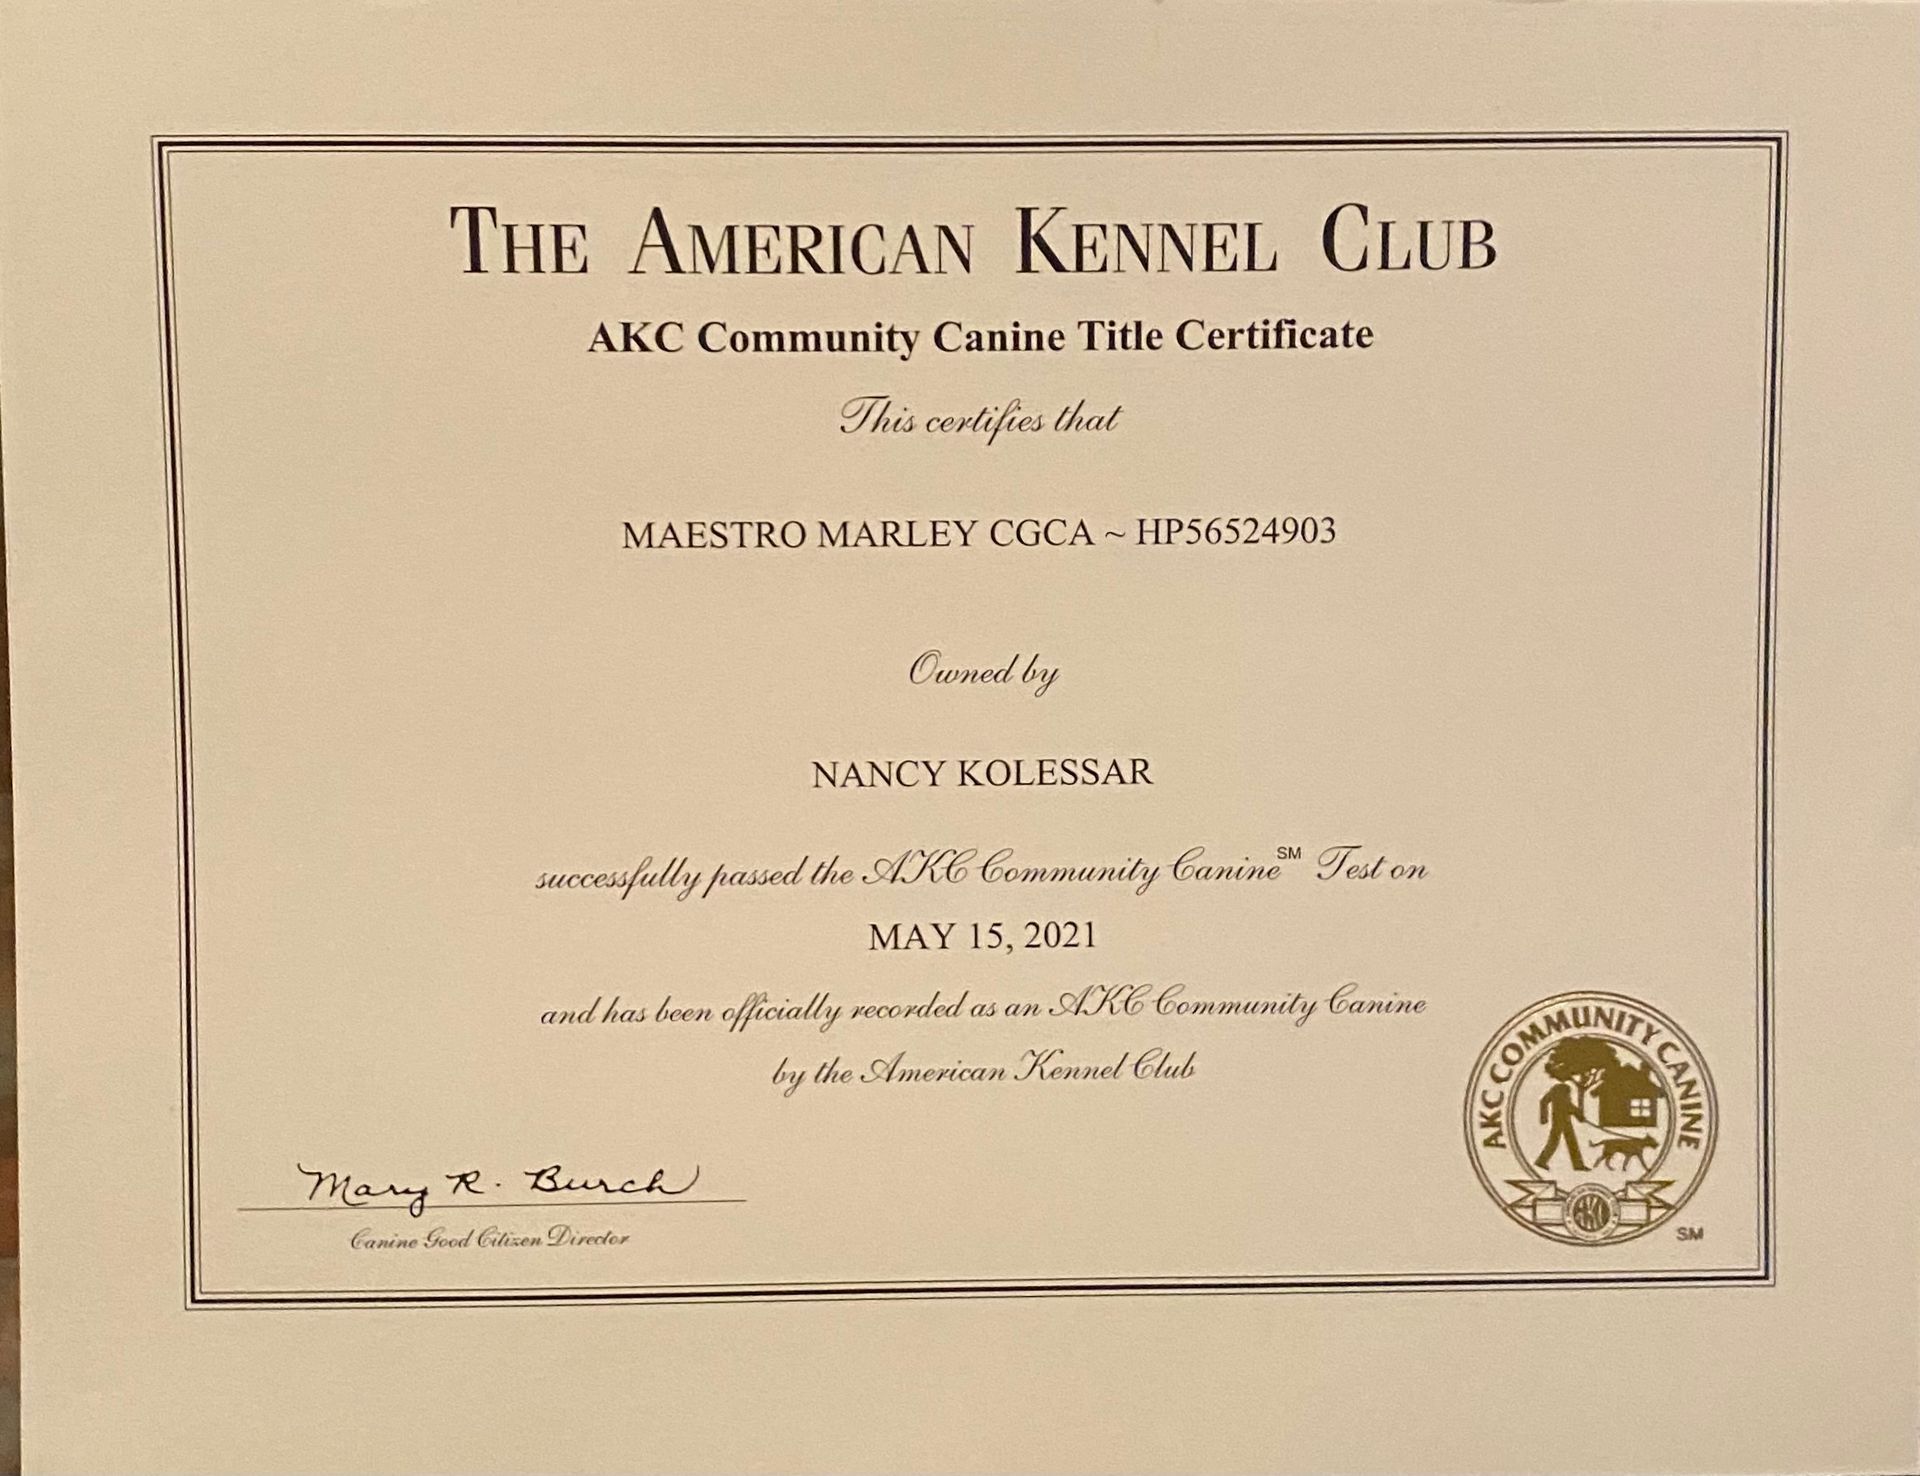 THE AMERICAN KENNEL CLUB
AKC Community Canine Title Certificate
This certifies that
MAESTRO MARLEY CGCA ~ HP56524903
Owned by
NANCY KOLESSAR
successfully passed the AKC Community Canine℠ Test on
MAY 15, 2021
and has been officially recorded as an AKC Community Canine
by the American Kennel Club
Mary R. Burch
Canine Good Citizen Director
AKC COMMUNITY CANINE
AKC
SM